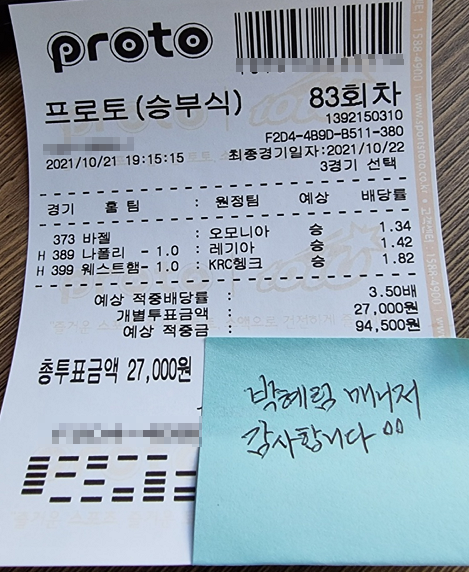 proto
프로토(승부식) 83회차
1392150310
F2D4-4B9D-B511-380
2021/10/21 19:15:15 최종경기일자:2021/10/22
3경기 선택
경기 홈팀 : 원정팀 예상 배당률
373 바젤 : 오모니아 승 1.34
H 389 나폴리 - 1.0 : 레기아 승 1.42
H 399 웨스트햄 - 1.0 : KRC헹크 승 1.82
예상 적중배당률 : 3.50배
개별투표금액 : 27,000원
예상 적중금 : 94,500원
총투표금액 27,000원
박혜림 매니저
감사합니다 ^^